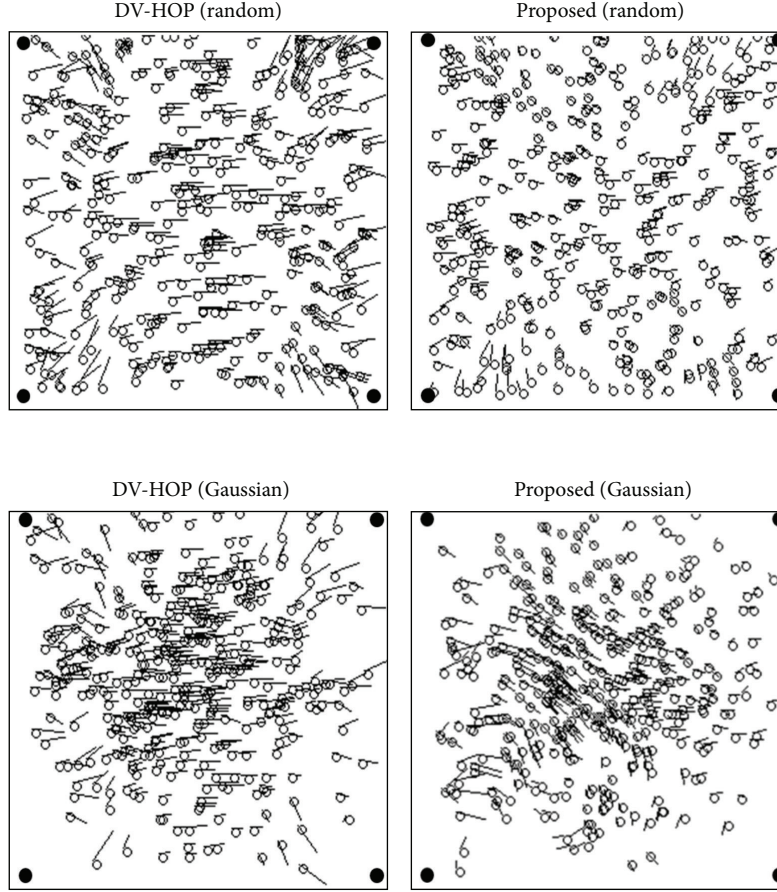 DV-HOP (random)
Proposed (random)
DV-HOP (Gaussian)
Proposed (Gaussian)